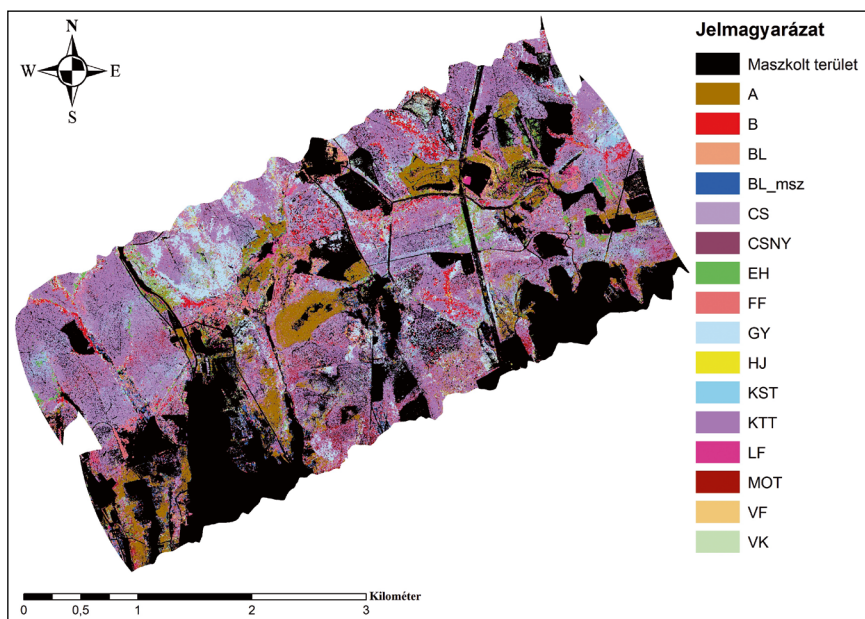 N
W E
S
Jelmagyarázat
Maszkolt terület
A
B
BL
BL_msz
CS
CSNY
EH
FF
GY
HJ
KST
KTT
LF
MOT
VF
VK
Kilométer
0 0,5 1 2 3